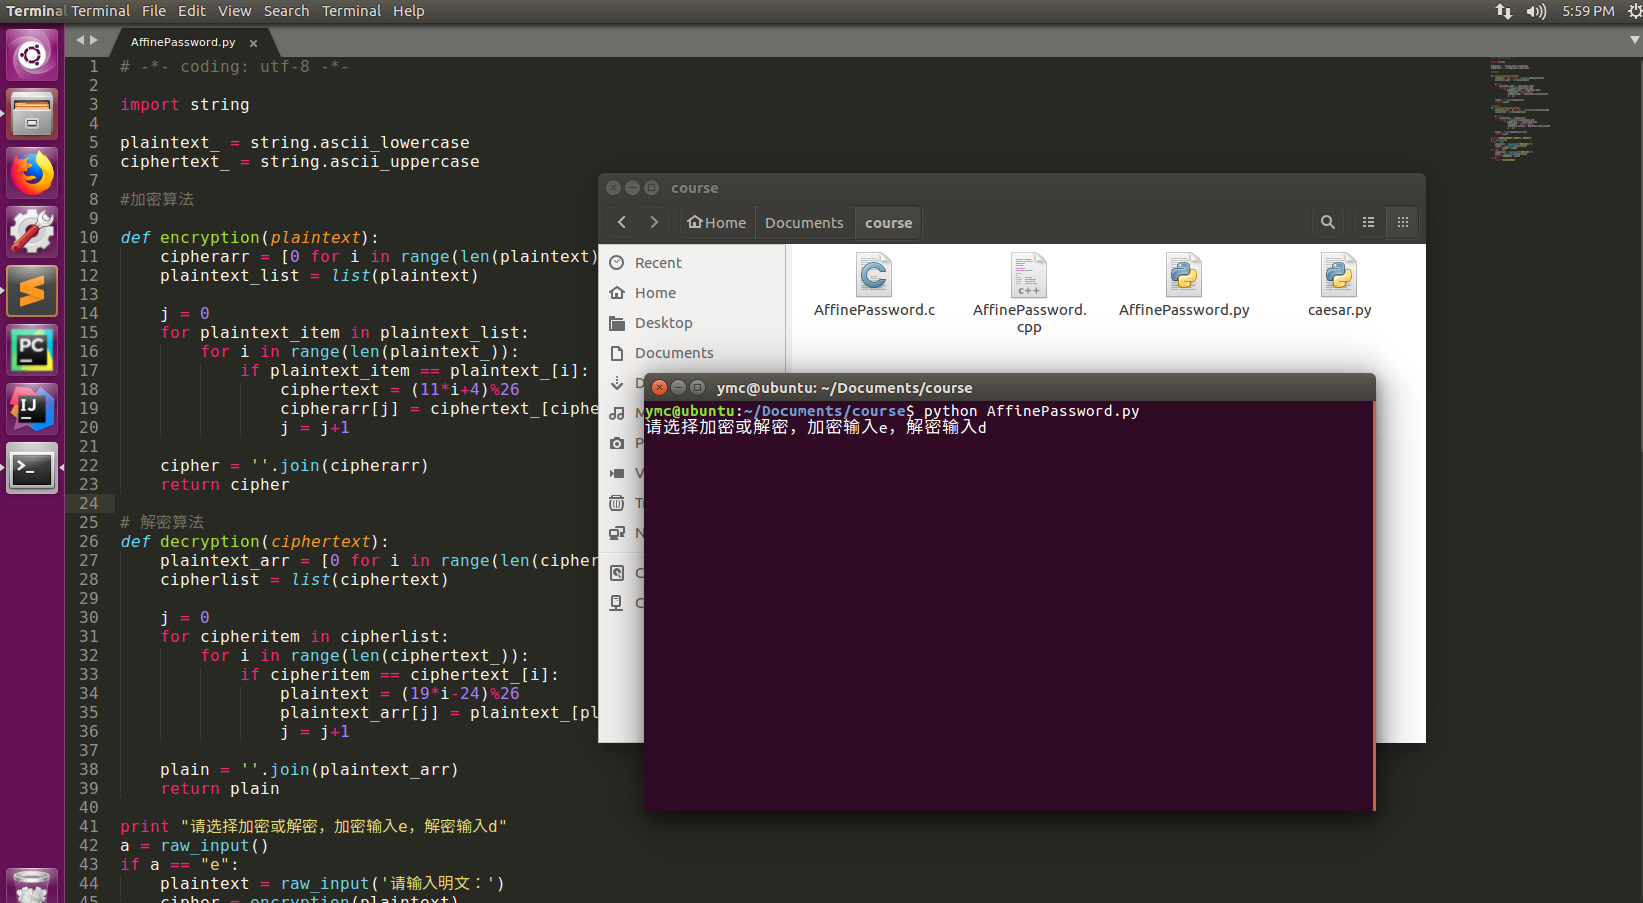 Terminal Terminal File Edit View Search Terminal Help
5:59 PM
AffinePassword.py
1 # -*- coding: utf-8 -*-
2
3 import string
4
5 plaintext_ = string.ascii_lowercase
6 ciphertext_ = string.ascii_uppercase
7
8 #加密算法
9
10 def encryption(plaintext):
11 cipherarr = [0 for i in range(len(plaintext)
12 plaintext_list = list(plaintext)
13
14 j = 0
15 for plaintext_item in plaintext_list:
16 for i in range(len(plaintext_)):
17 if plaintext_item == plaintext_[i]:
18 ciphertext = (11*i+4)%26
19 cipherarr[j] = ciphertext_[ciphe
20 j = j+1
21
22 cipher = ''.join(cipherarr)
23 return cipher
24
25 # 解密算法
26 def decryption(ciphertext):
27 plaintext_arr = [0 for i in range(len(cipher
28 cipherlist = list(ciphertext)
29
30 j = 0
31 for cipheritem in cipherlist:
32 for i in range(len(ciphertext_)):
33 if cipheritem == ciphertext_[i]:
34 plaintext = (19*i-24)%26
35 plaintext_arr[j] = plaintext_[pl
36 j = j+1
37
38 plain = ''.join(plaintext_arr)
39 return plain
40
41 print "请选择加密或解密，加密输入e，解密输入d"
42 a = raw_input()
43 if a == "e":
44 plaintext = raw_input('请输入明文：')
45 cipher = encryption(plaintext)
course
Home Documents course
Recent
Home
Desktop
Documents
AffinePassword.c
AffinePassword.
cpp
AffinePassword.py
caesar.py
ymc@ubuntu: ~/Documents/course
ymc@ubuntu:~/Documents/course$ python AffinePassword.py
请选择加密或解密，加密输入e，解密输入d